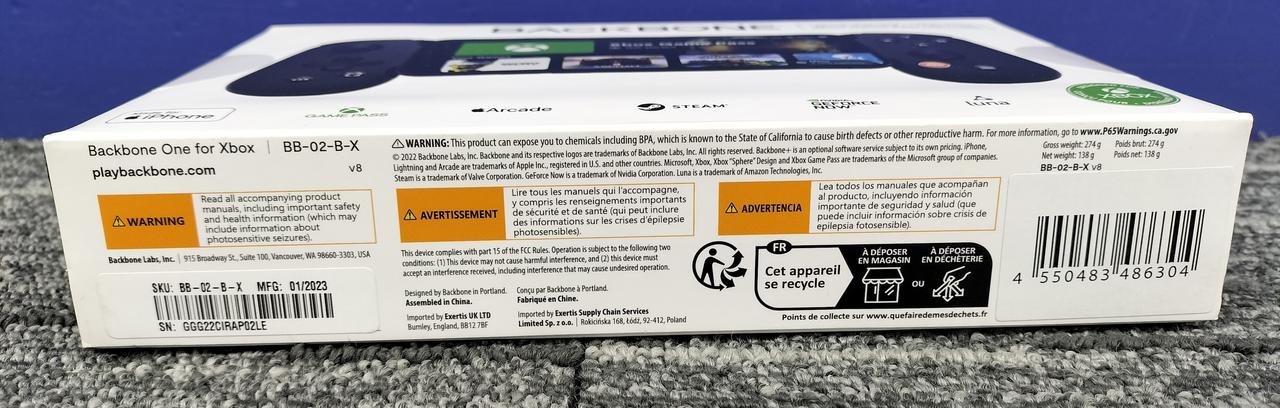 BACKBONE
Xbox Game Pass
iPhone
GAME PASS
Arcade
STEAM
NVIDIA
GEFORCE
NOW
luna
XBOX
Backbone One for Xbox | BB-02-B-X
playbackbone.com
v8
WARNING
Read all accompanying product
manuals, including important safety
and health information (which may
include information about
photosensitive seizures).
Backbone Labs, Inc. | 915 Broadway St., Suite 100, Vancouver, WA 98660-3303, USA
SKU: BB-02-B-X MFG: 01/2023
SN: GGG22CIRAP02LE
WARNING: This product can expose you to chemicals including BPA, which is known to the State of California to cause birth defects or other reproductive harm. For more information, go to www.P65Warnings.ca.gov
© 2022 Backbone Labs, Inc. Backbone and its respective logos are trademarks of Backbone Labs, Inc. All rights reserved. Backbone+ is an optional software service subject to its own pricing. iPhone,
Lightning and Arcade are trademarks of Apple Inc., registered in U.S. and other countries. Microsoft, Xbox, Xbox "Sphere" Design and Xbox Game Pass are trademarks of the Microsoft group of companies.
Steam is a trademark of Valve Corporation. GeForce Now is a trademark of Nvidia Corporation. Luna is a trademark of Amazon Technologies, Inc.
Gross weight: 274 g Poids brut: 274 g
Net weight: 138 g Poids net: 138 g
BB-02-B-X v8
AVERTISSEMENT
Lire tous les manuels qui l'accompagne,
y compris les renseignements importants
de sécurité et de santé (qui peut inclure
des informations sur les crises d'épilepsie
photosensibles).
ADVERTENCIA
Lea todos los manuales que acompañan
al producto, incluyendo información
importante de seguridad y salud (que
puede incluir información sobre crisis de
epilepsia fotosensible).
This device complies with part 15 of the FCC Rules. Operation is subject to the following two
conditions: (1) This device may not cause harmful interference, and (2) this device must
accept an interference received, including interference that may cause undesired operation.
Designed by Backbone in Portland.
Assembled in China.
Conçu par Backbone à Portland.
Fabriqué en Chine.
Imported by Exertis UK LTD
Burnley, England, BB12 7BF
Imported by Exertis Supply Chain Services
Limited Sp. z o.o. | Rokicińska 168, Łódź, 92-412, Poland
FR
Cet appareil
se recycle
À DÉPOSER
EN MAGASIN
OU
À DÉPOSER
EN DÉCHÈTERIE
Points de collecte sur www.quefairedemesdechets.fr
4 550483 486304